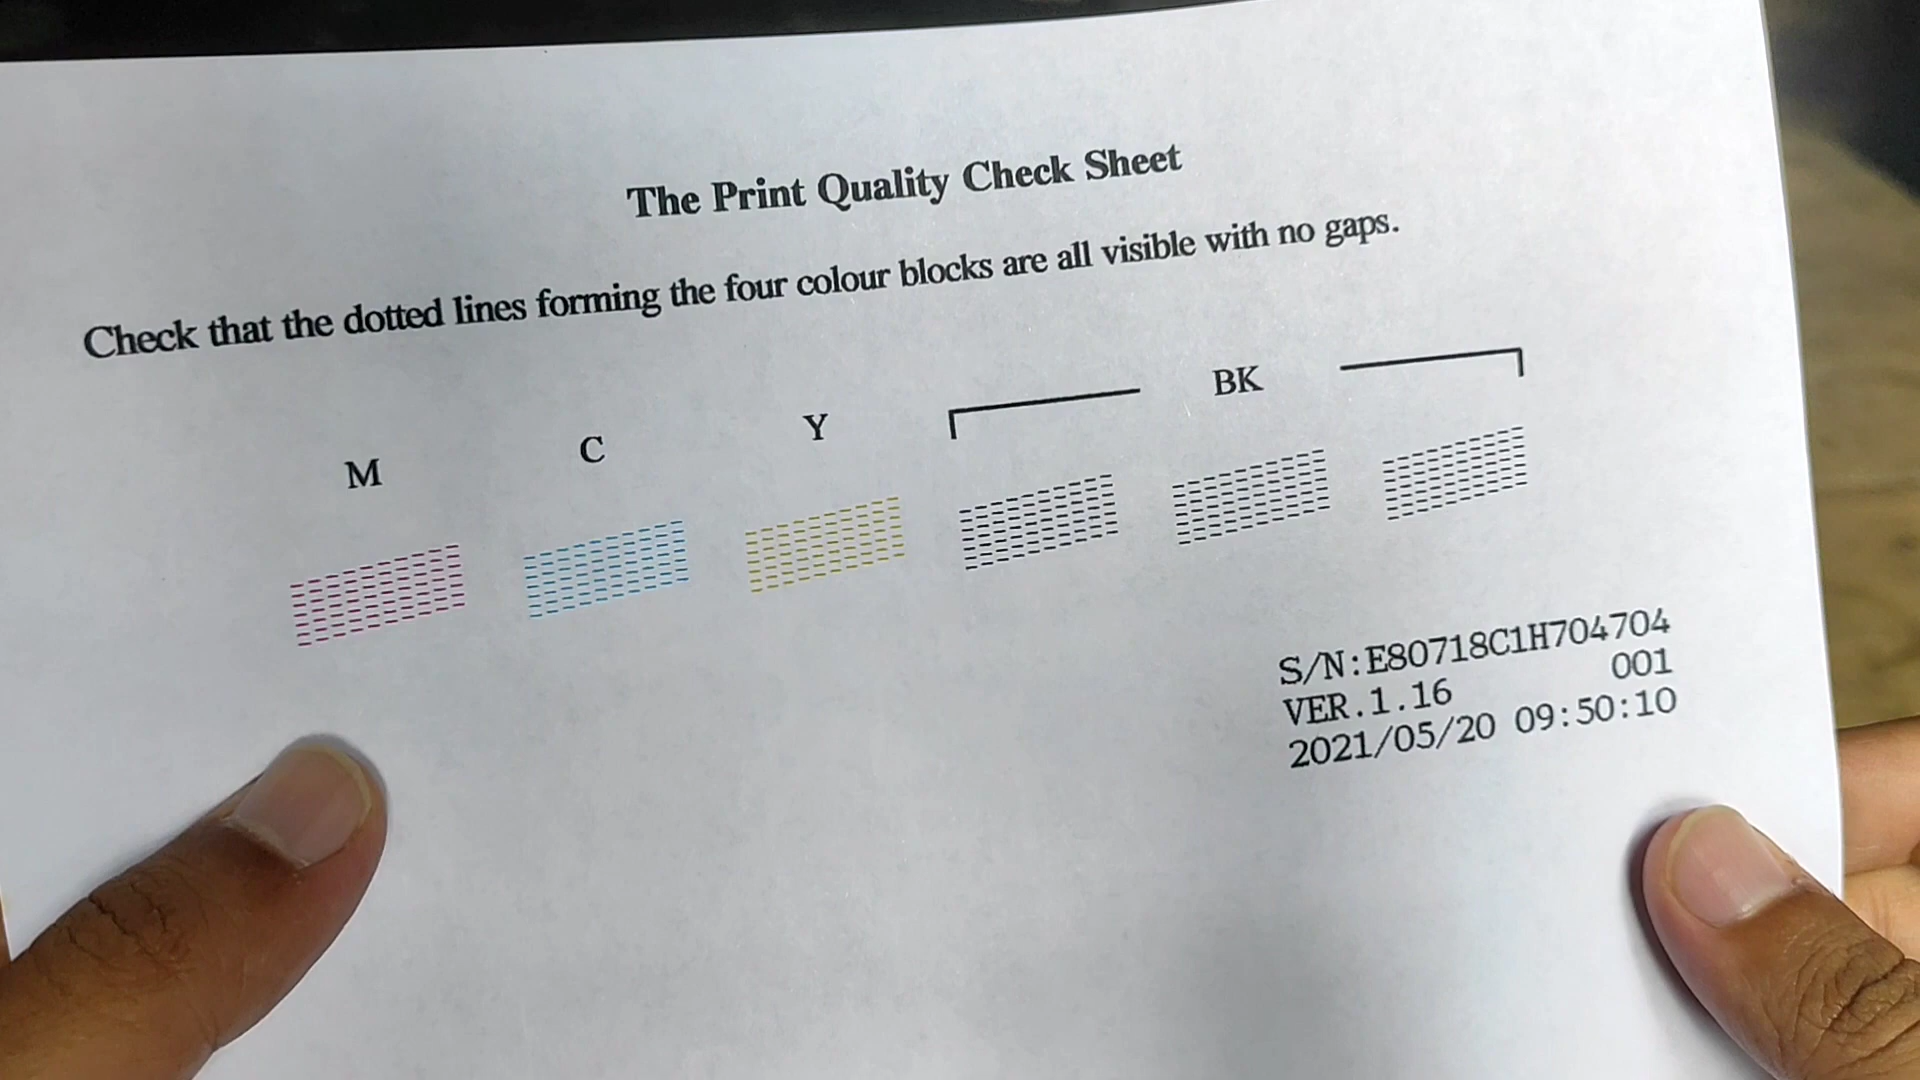 The Print Quality Check Sheet
Check that the dotted lines forming the four colour blocks are all visible with no gaps.
M C Y BK
S/N:E80718C1H704704
VER.1.16 001
2021/05/20 09:50:10